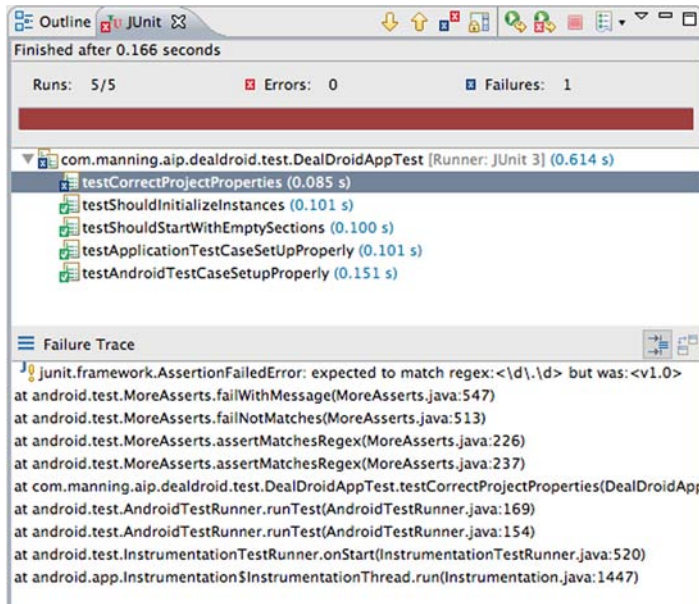 Outline JUnit
Finished after 0.166 seconds
Runs: 5/5 Errors: 0 Failures: 1
com.manning.aip.dealdroid.test.DealDroidAppTest [Runner: JUnit 3] (0.614 s)
testCorrectProjectProperties (0.085 s)
testShouldInitializeInstances (0.101 s)
testShouldStartWithEmptySections (0.100 s)
testApplicationTestCaseSetUpProperly (0.101 s)
testAndroidTestCaseSetupProperly (0.151 s)
Failure Trace
junit.framework.AssertionFailedError: expected to match regex:<\d\.\d> but was:<v1.0>
at android.test.MoreAsserts.failWithMessage(MoreAsserts.java:547)
at android.test.MoreAsserts.failNotMatches(MoreAsserts.java:513)
at android.test.MoreAsserts.assertMatchesRegex(MoreAsserts.java:226)
at android.test.MoreAsserts.assertMatchesRegex(MoreAsserts.java:237)
at com.manning.aip.dealdroid.test.DealDroidAppTest.testCorrectProjectProperties(DealDroidApp
at android.test.AndroidTestRunner.runTest(AndroidTestRunner.java:169)
at android.test.AndroidTestRunner.runTest(AndroidTestRunner.java:154)
at android.test.InstrumentationTestRunner.onStart(InstrumentationTestRunner.java:520)
at android.app.Instrumentation$InstrumentationThread.run(Instrumentation.java:1447)